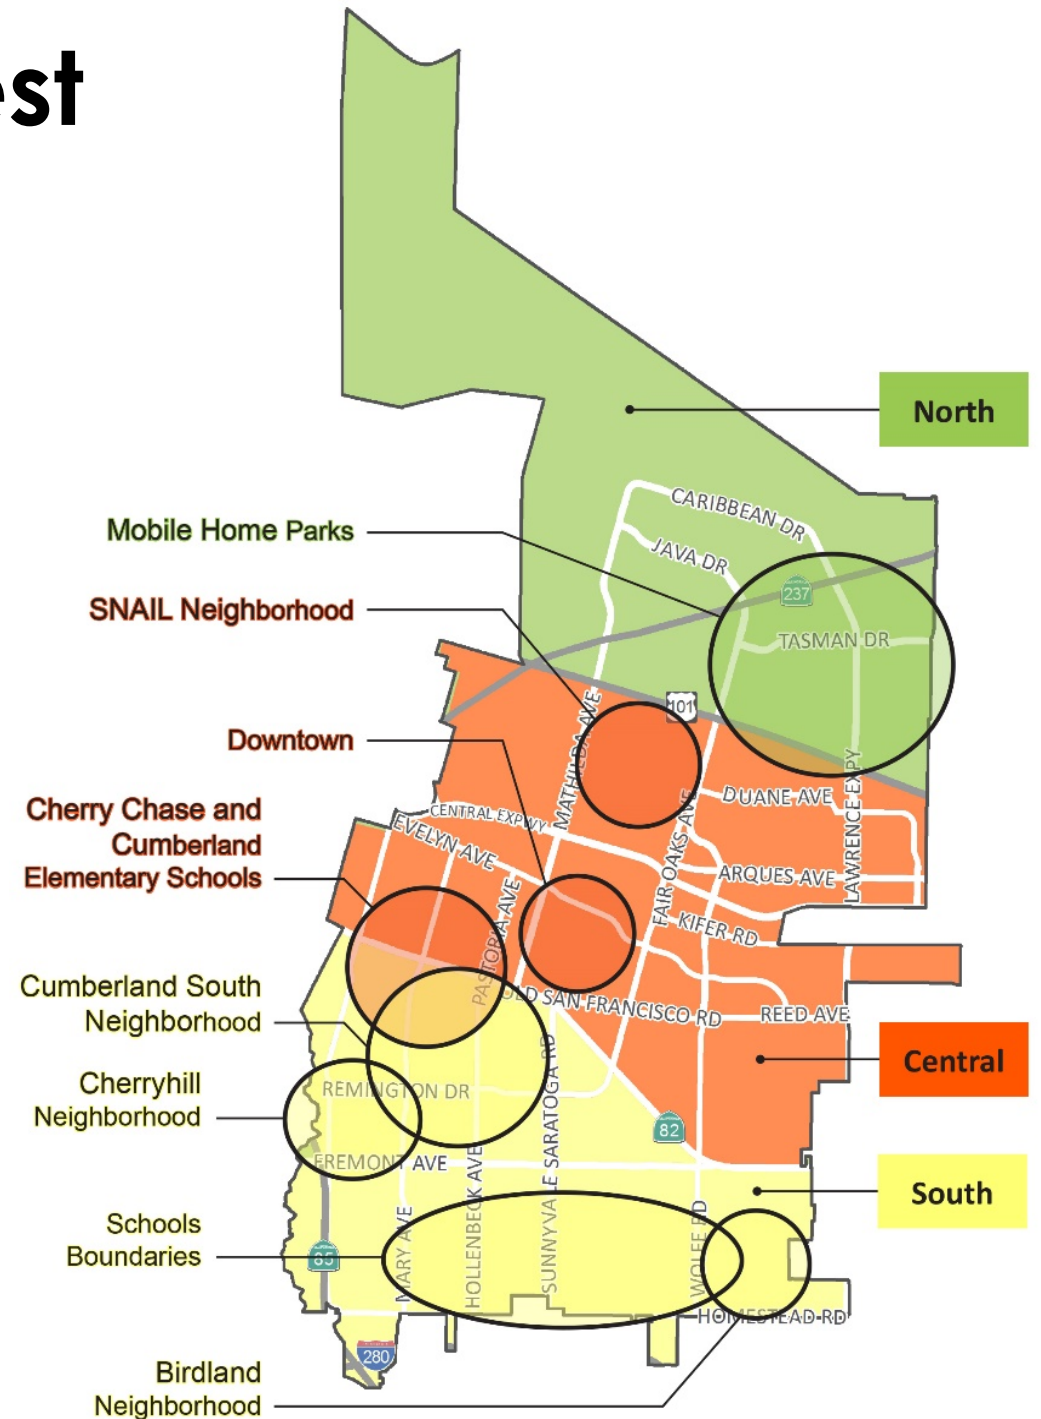 est
North
CARIBBEAN DR
JAVA DR
Mobile Home Parks
237
SNAIL Neighborhood
TASMAN DR
101
MATHILDA AVE
Downtown
DUANE AVE
LAWRENCE EXPY
Cherry Chase and
Cumberland
Elementary Schools
CENTRAL EXPWY
EVELYN AVE
FAIR OAKS AVE
ARQUES AVE
PASTORIA AVE
KIFER RD
Cumberland South
Neighborhood
OLD SAN FRANCISCO RD
REED AVE
Central
Cherryhill
Neighborhood
REMINGTON DR
SUNNYVALE SARATOGA RD
82
FREMONT AVE
HOLLENBECK AVE
South
Schools
Boundaries
MARY AVE
WOLFE RD
85
HOMESTEAD RD
280
Birdland
Neighborhood